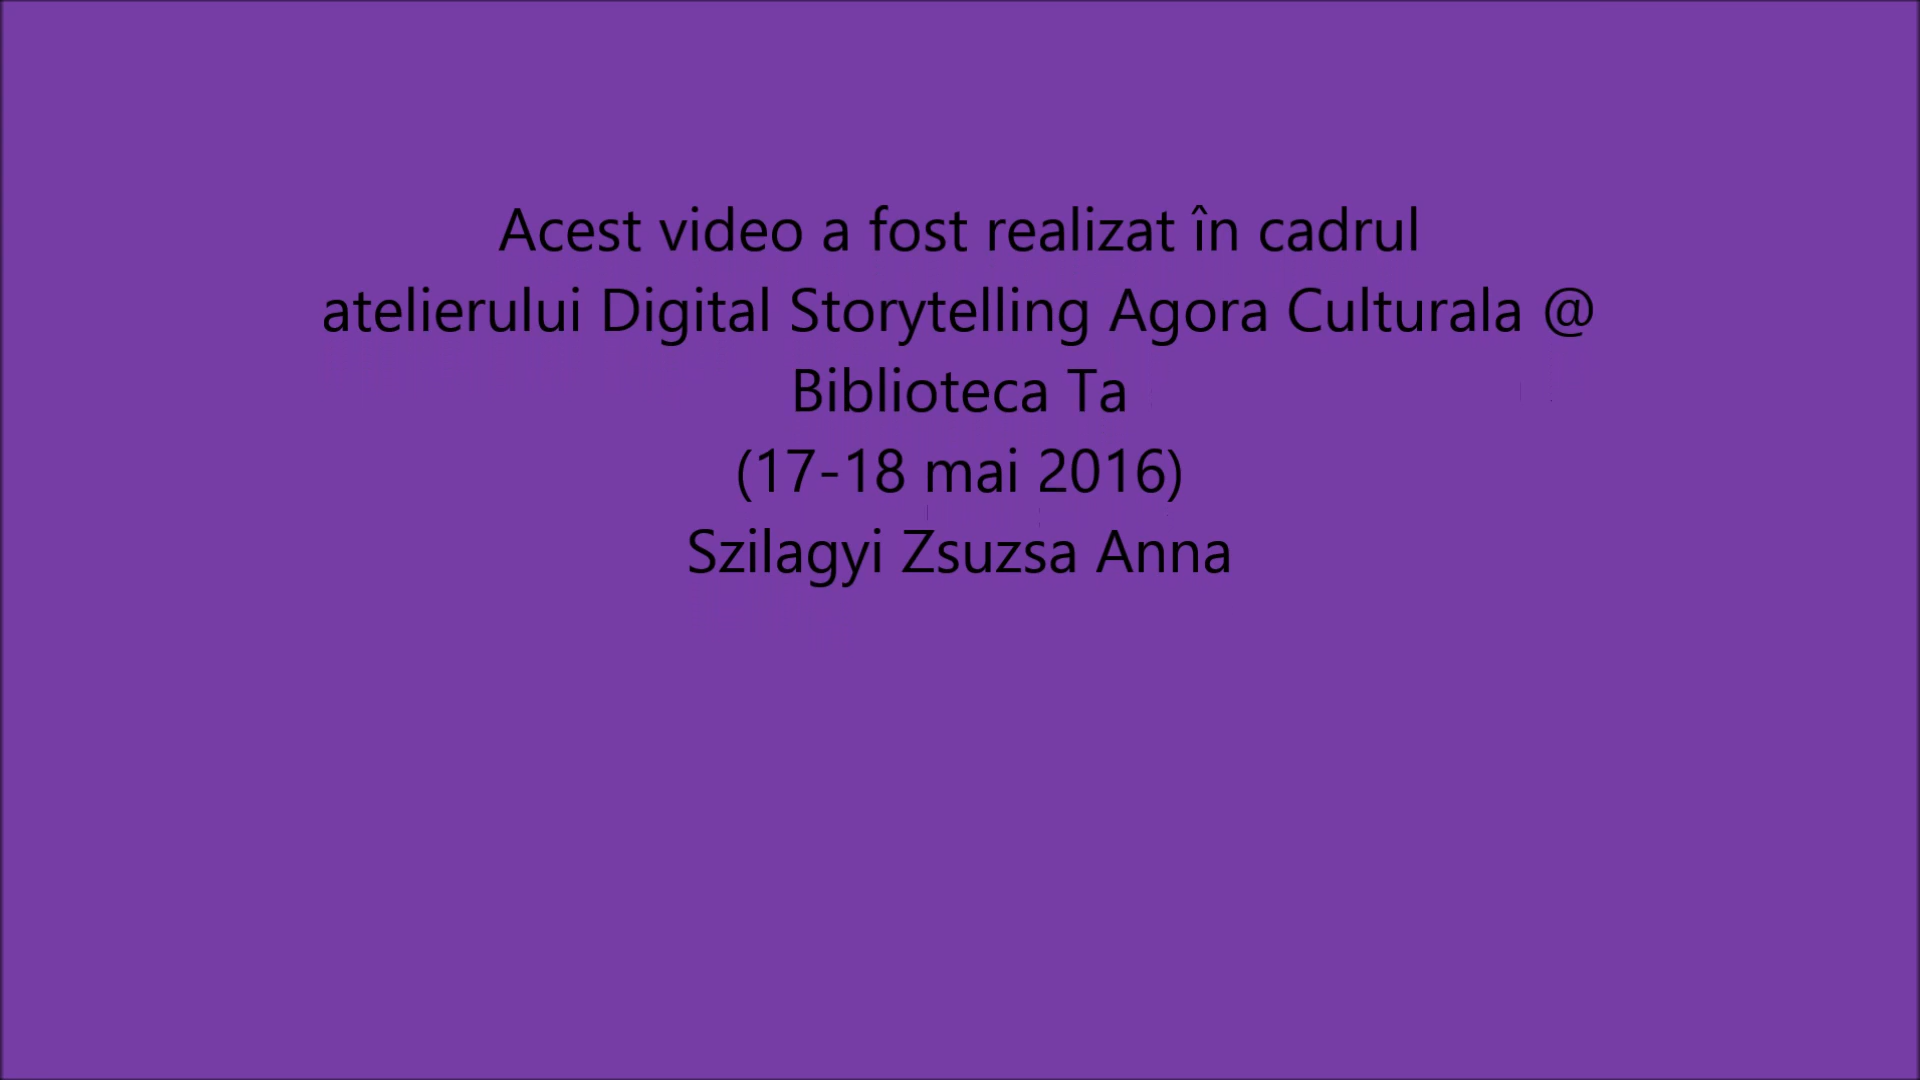 Acest video a fost realizat în cadrul
atelierului Digital Storytelling Agora Culturala @
Biblioteca Ta
(17-18 mai 2016)
Szilagyi Zsuzsa Anna